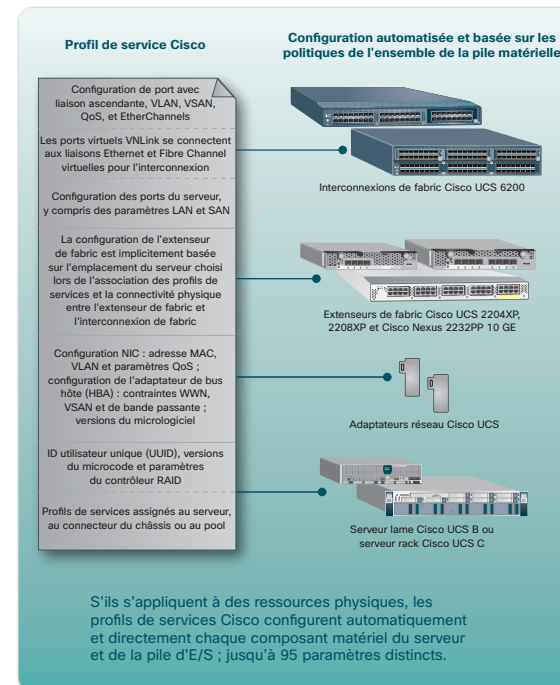 Profil de service Cisco
Configuration automatisée et basée sur les
politiques de l'ensemble de la pile matérielle
Configuration de port avec
liaison ascendante, VLAN, VSAN,
QoS, et EtherChannels
Les ports virtuels VNLink se connectent
aux liaisons Ethernet et Fibre Channel
virtuelles pour l'interconnexion
Configuration des ports du serveur,
y compris des paramètres LAN et SAN
La configuration de l'extenseur
de fabric est implicitement basée
sur l'emplacement du serveur choisi
lors de l'association des profils de
services et la connectivité physique
entre l'extenseur de fabric et
l'interconnexion de fabric
Configuration NIC : adresse MAC,
VLAN et paramètres QoS ;
configuration de l'adaptateur de bus
hôte (HBA) : contraintes WWN,
VSAN et de bande passante ;
versions du micrologiciel
ID utilisateur unique (UUID), versions
du microcode et paramètres
du contrôleur RAID
Profils de services assignés au serveur,
au connecteur du châssis ou au pool
Interconnexions de fabric Cisco UCS 6200
Extenseurs de fabric Cisco UCS 2204XP,
2208XP et Cisco Nexus 2232PP 10 GE
Adaptateurs réseau Cisco UCS
Serveur lame Cisco UCS B ou
serveur rack Cisco UCS C
S'ils s'appliquent à des ressources physiques, les
profils de services Cisco configurent automatiquement
et directement chaque composant matériel du serveur
et de la pile d'E/S ; jusqu'à 95 paramètres distincts.